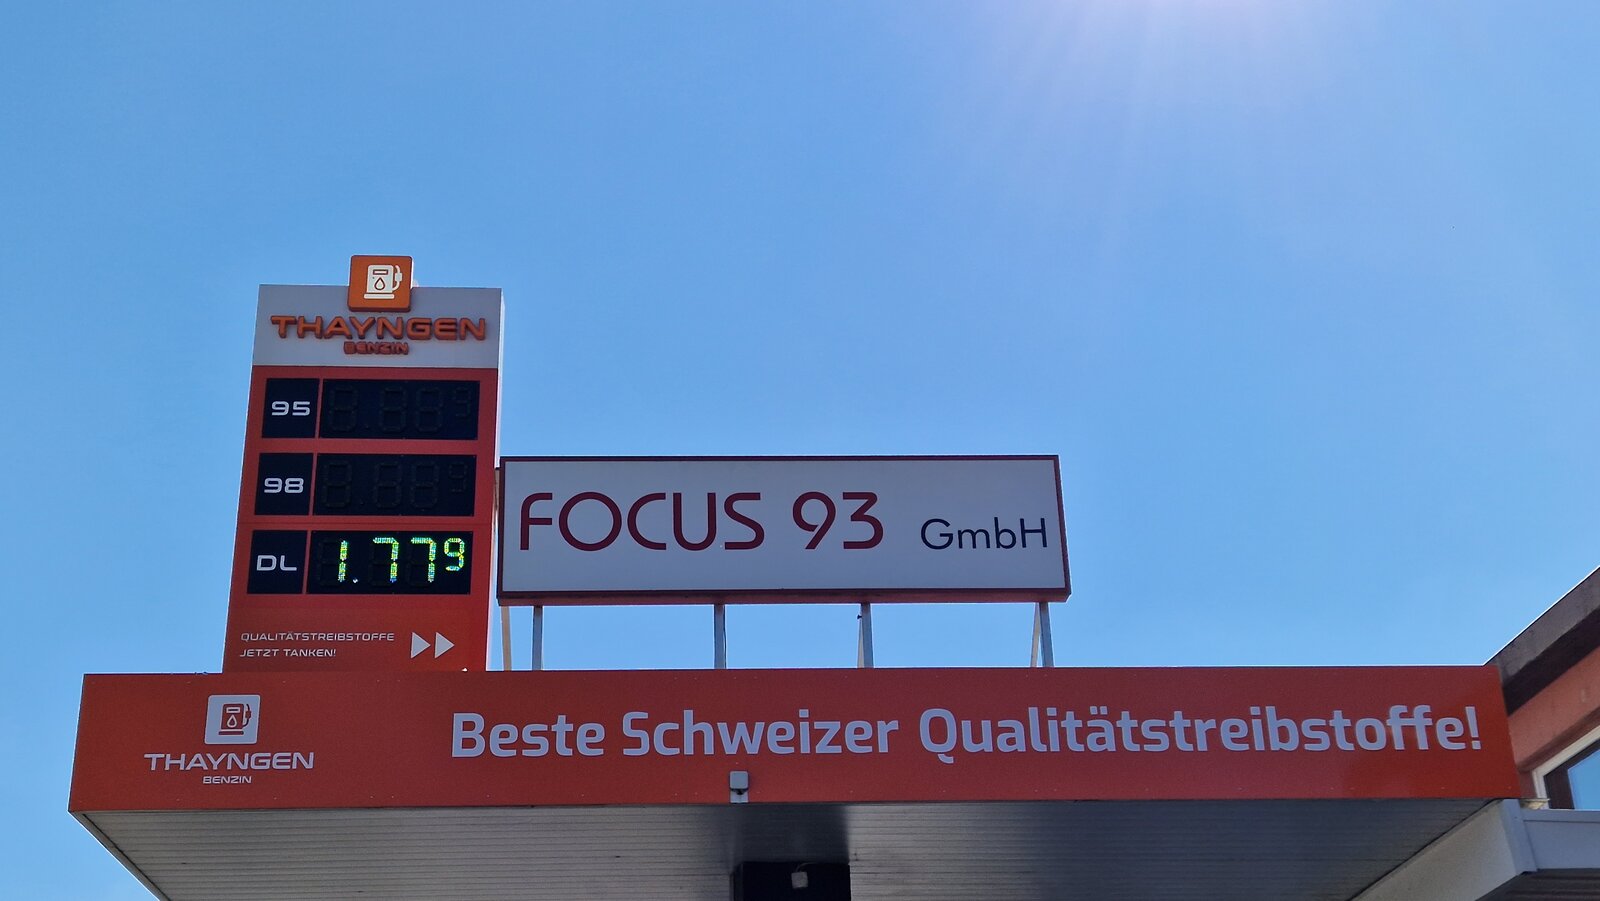 THAYNGEN
BENZIN
95
98
DL 1.77⁹
QUALITÄTSTREIBSTOFFE
JETZT TANKEN!
FOCUS 93 GmbH
Beste Schweizer Qualitätstreibstoffe!
THAYNGEN
BENZIN